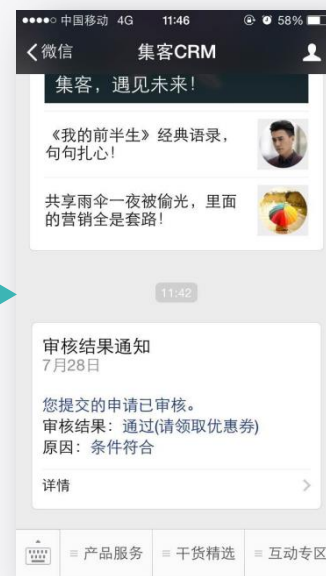 中国移动 4G 11:46 58%
微信 集客CRM
集客，遇见未来！
《我的前半生》经典语录，
句句扎心！
共享雨伞一夜被偷光，里面
的营销全是套路！
11:42
审核结果通知
7月28日
您提交的申请已审核。
审核结果：通过(请领取优惠券)
原因：条件符合
详情
产品服务 干货精选 互动专区